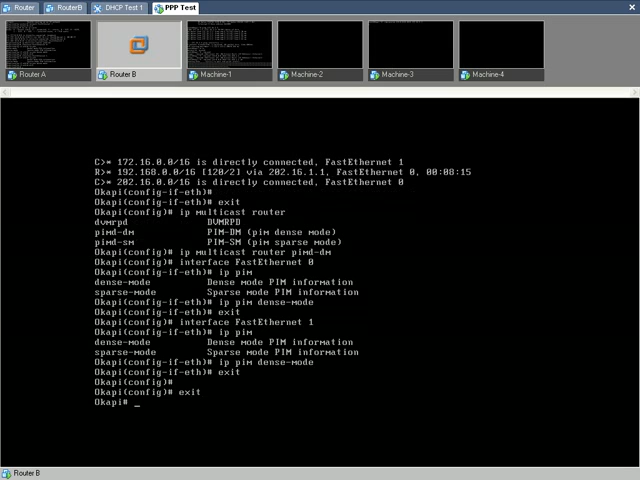 Router
RouterB
DHCP Test 1
PPP Test
Router A
Router B
Machine-1
Machine-2
Machine-3
Machine-4
C>* 172.16.0.0/16 is directly connected, FastEthernet 1
R>* 192.168.0.0/16 [120/2] via 202.16.1.1, FastEthernet 0, 00:08:15
C>* 202.16.0.0/16 is directly connected, FastEthernet 0
Okapi(config-if-eth)#
Okapi(config-if-eth)# exit
Okapi(config)# ip multicast router
dvmrpd DVMRPD
pimd-dm PIM-DM (pim dense mode)
pimd-sm PIM-SM (pim sparse mode)
Okapi(config)# ip multicast router pimd-dm
Okapi(config)# interface FastEthernet 0
Okapi(config-if-eth)# ip pim
dense-mode Dense mode PIM information
sparse-mode Sparse mode PIM information
Okapi(config-if-eth)# ip pim dense-mode
Okapi(config-if-eth)# exit
Okapi(config)# interface FastEthernet 1
Okapi(config-if-eth)# ip pim
dense-mode Dense mode PIM information
sparse-mode Sparse mode PIM information
Okapi(config-if-eth)# ip pim dense-mode
Okapi(config-if-eth)# exit
Okapi(config)#
Okapi(config)# exit
Okapi# _
Router B